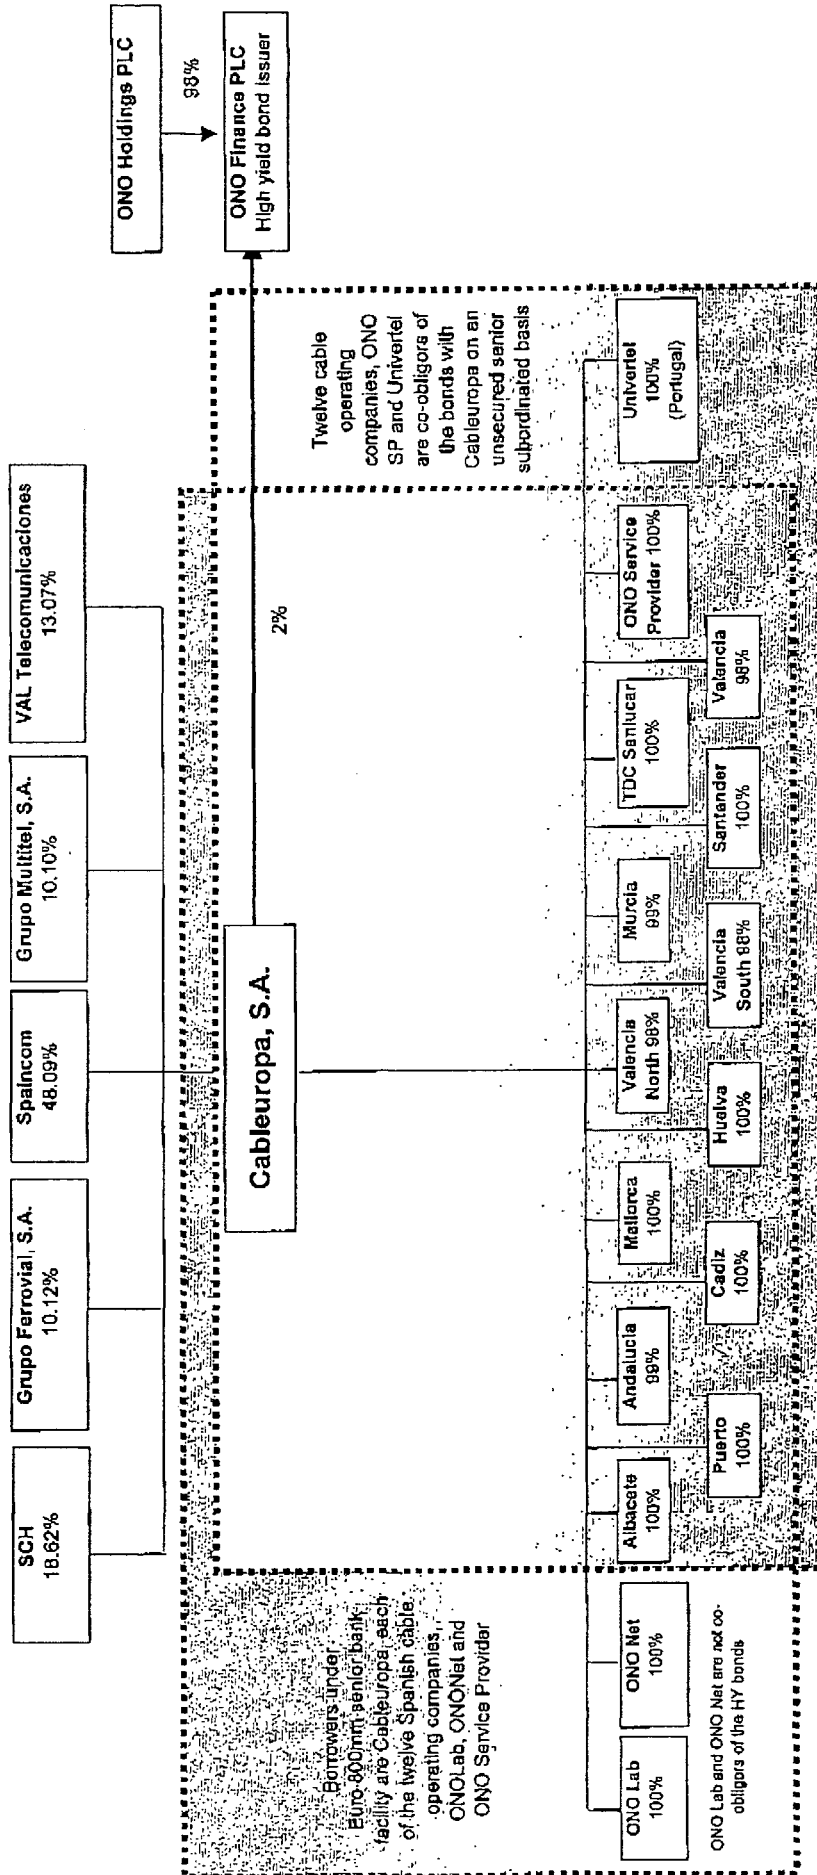 SCH
18.62%
Grupo Ferrovial, S.A.
10.12%
Spaincom
48.09%
Grupo Multitel, S.A.
10.10%
VAL Telecomunicaciones
13.07%
ONO Holdings PLC
98%
ONO Finance PLC
High yield bond issuer
Cableuropa, S.A.
2%
Borrowers under
Euro 800mm senior bank
facility are Cableuropa, each
of the twelve Spanish cable
operating companies,
ONOLab, ONONet and
ONO Service Provider
Twelve cable
operating
companies, ONO
SP and Univertel
are co-obligors of
the bonds with
Cableuropa on an
unsecured senior
subordinated basis
ONO Lab
100%
ONO Net
100%
Albacete
100%
Andalucia
99%
Mallorca
100%
Valencia
North 98%
Murcia
99%
TDC Sanlucar
100%
ONO Service
Provider 100%
Univertel
100%
(Portugal)
Puerto
100%
Cadiz
100%
Huelva
100%
Valencia
South 98%
Santander
100%
Valencia
98%
ONO Lab and ONO Net are not co-
obligors of the HY bonds